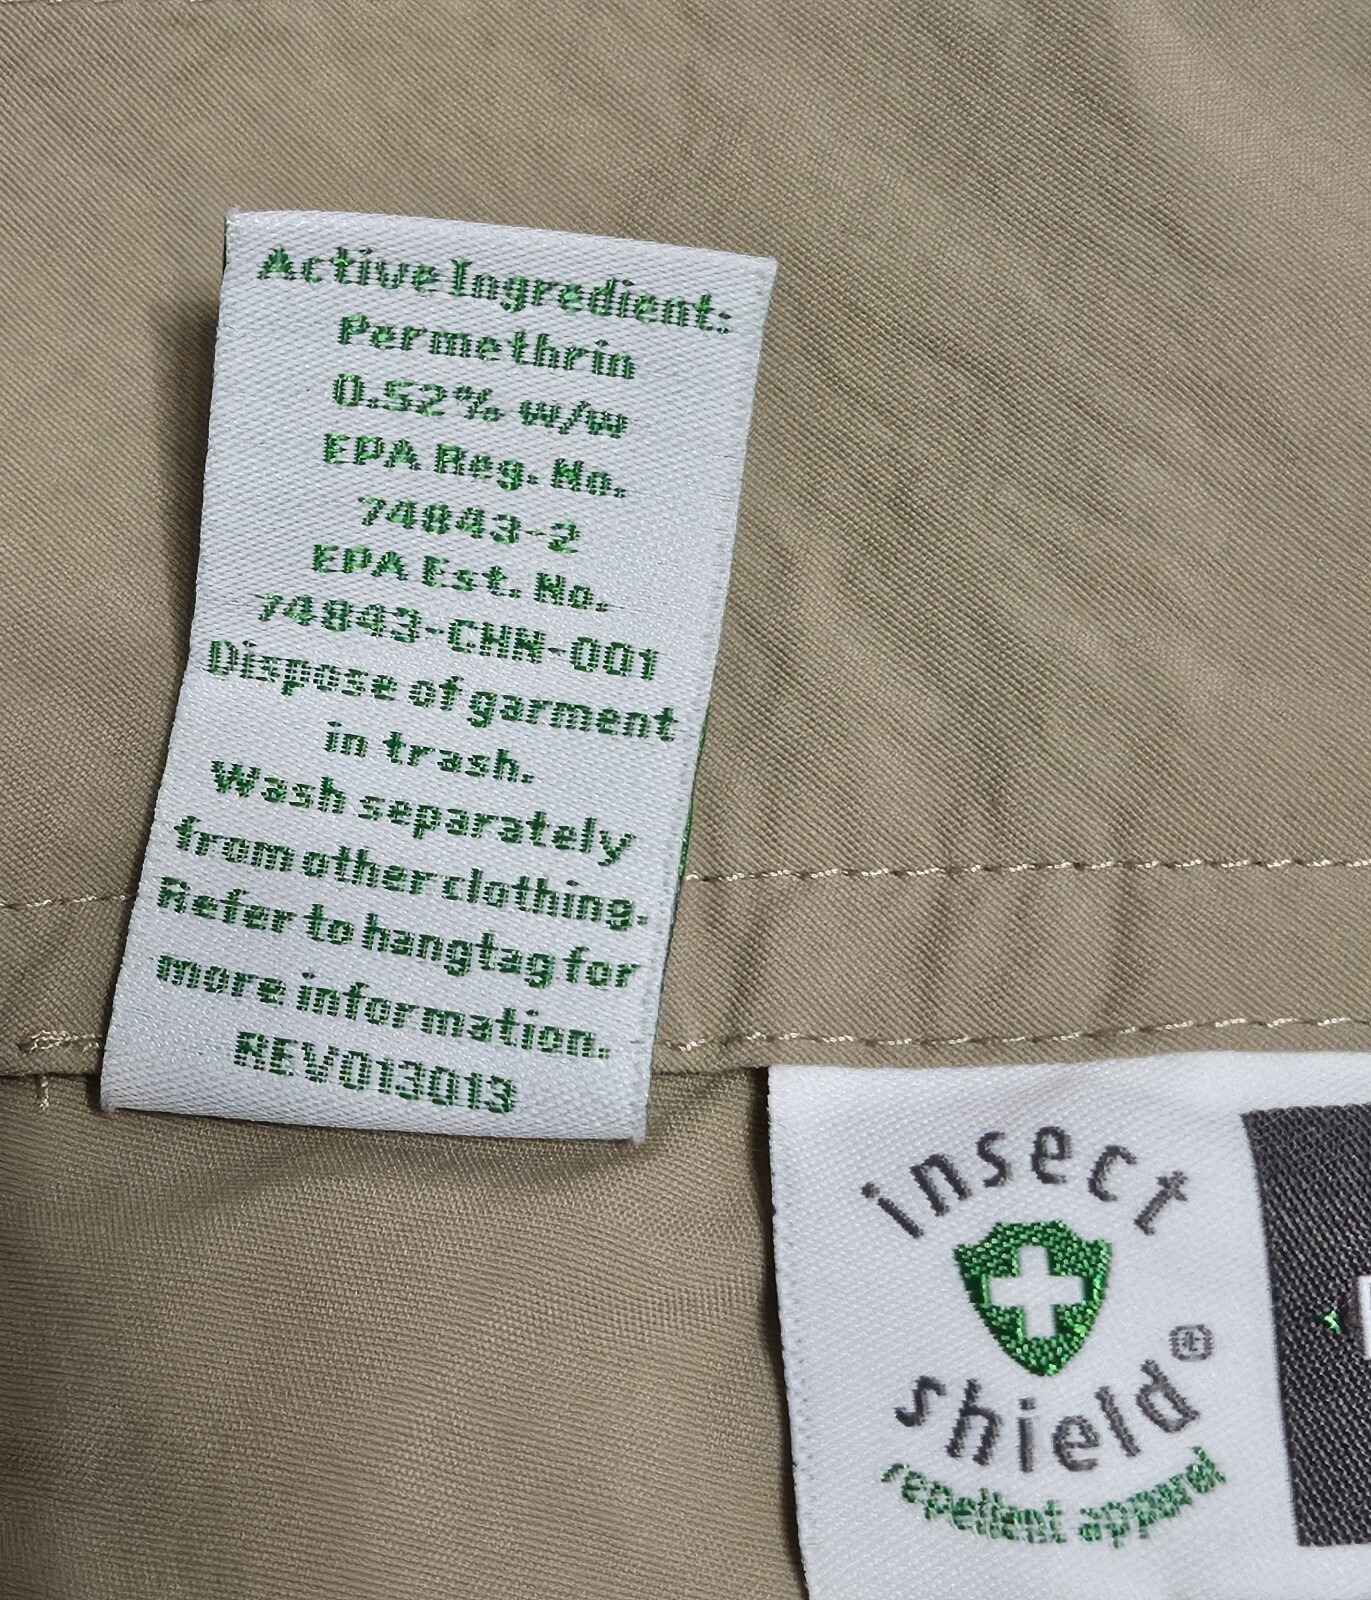 Active Ingredient:
Permethrin
0.52% w/w
EPA Reg. No.
74843-2
EPA Est. No.
74843-CHN-001
Dispose of garment
in trash.
Wash separately
from other clothing.
Refer to hangtag for
more information.
REV013013
insect
shield®
repellent apparel